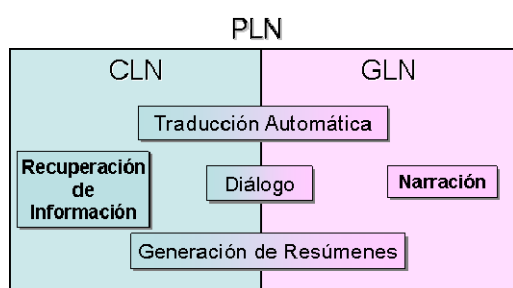 PLN
CLN
GLN
Traducción Automática
Recuperación
de
Información
Diálogo
Narración
Generación de Resúmenes